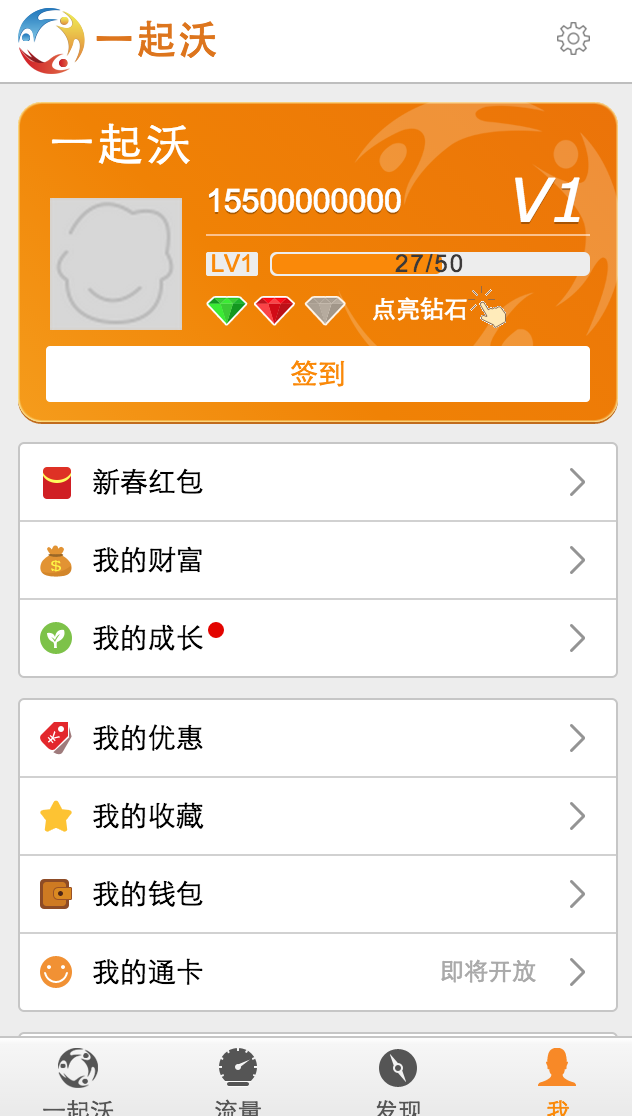 一起沃
一起沃
15500000000
V1
LV1 27/50
点亮钻石
签到
新春红包
我的财富
我的成长
我的优惠
我的收藏
我的钱包
我的通卡 即将开放
一起沃 流量 发现 我